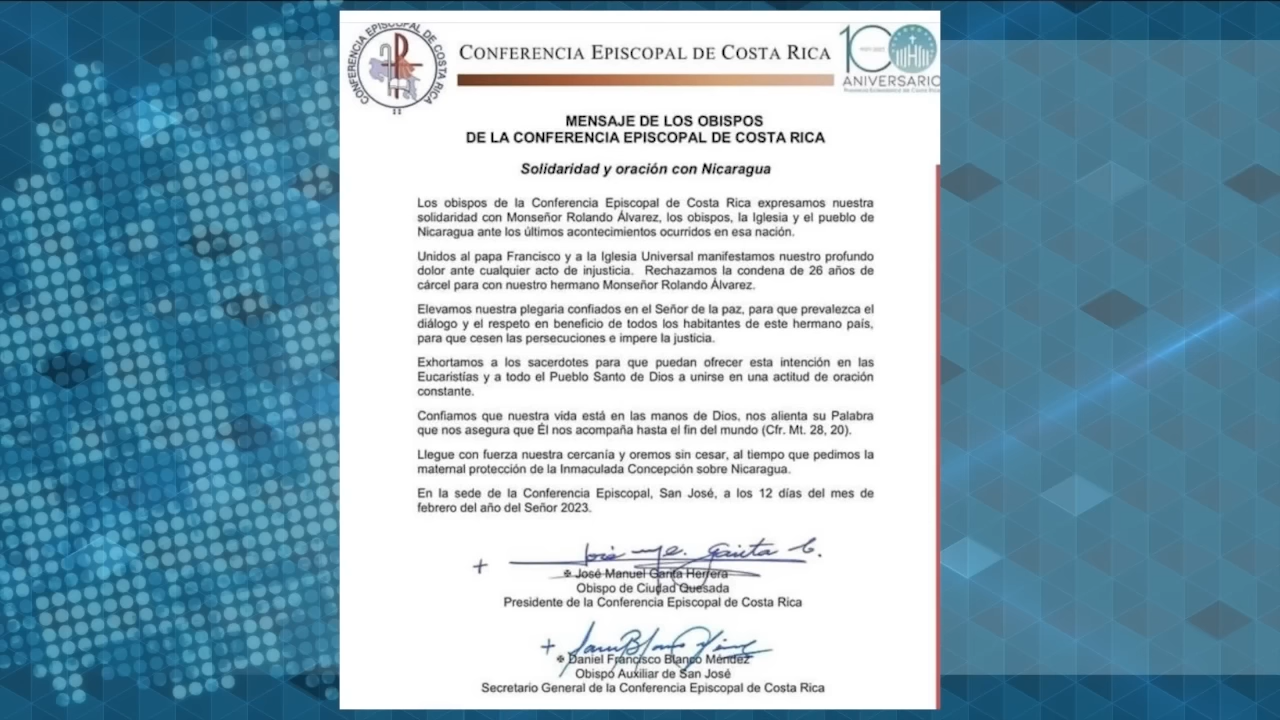 CONFERENCIA EPISCOPAL DE COSTA RICA
CONFERENCIA EPISCOPAL DE COSTA RICA
100
ANIVERSARIO
MENSAJE DE LOS OBISPOS
DE LA CONFERENCIA EPISCOPAL DE COSTA RICA
Solidaridad y oración con Nicaragua
Los obispos de la Conferencia Episcopal de Costa Rica expresamos nuestra
solidaridad con Monseñor Rolando Álvarez, los obispos, la Iglesia y el pueblo de
Nicaragua ante los últimos acontecimientos ocurridos en esa nación.
Unidos al papa Francisco y a la Iglesia Universal manifestamos nuestro profundo
dolor ante cualquier acto de injusticia. Rechazamos la condena de 26 años de
cárcel para con nuestro hermano Monseñor Rolando Álvarez.
Elevamos nuestra plegaria confiados en el Señor de la paz, para que prevalezca el
diálogo y el respeto en beneficio de todos los habitantes de este hermano país,
para que cesen las persecuciones e impere la justicia.
Exhortamos a los sacerdotes para que puedan ofrecer esta intención en las
Eucaristías y a todo el Pueblo Santo de Dios a unirse en una actitud de oración
constante.
Confiamos que nuestra vida está en las manos de Dios, nos alienta su Palabra
que nos asegura que Él nos acompaña hasta el fin del mundo (Cfr. Mt. 28, 20).
Llegue con fuerza nuestra cercanía y oremos sin cesar, al tiempo que pedimos la
maternal protección de la Inmaculada Concepción sobre Nicaragua.
En la sede de la Conferencia Episcopal, San José, a los 12 días del mes de
febrero del año del Señor 2023.
José Manuel Garita Herrera
Obispo de Ciudad Quesada
Presidente de la Conferencia Episcopal de Costa Rica
Daniel Francisco Blanco Méndez
Obispo Auxiliar de San José
Secretario General de la Conferencia Episcopal de Costa Rica